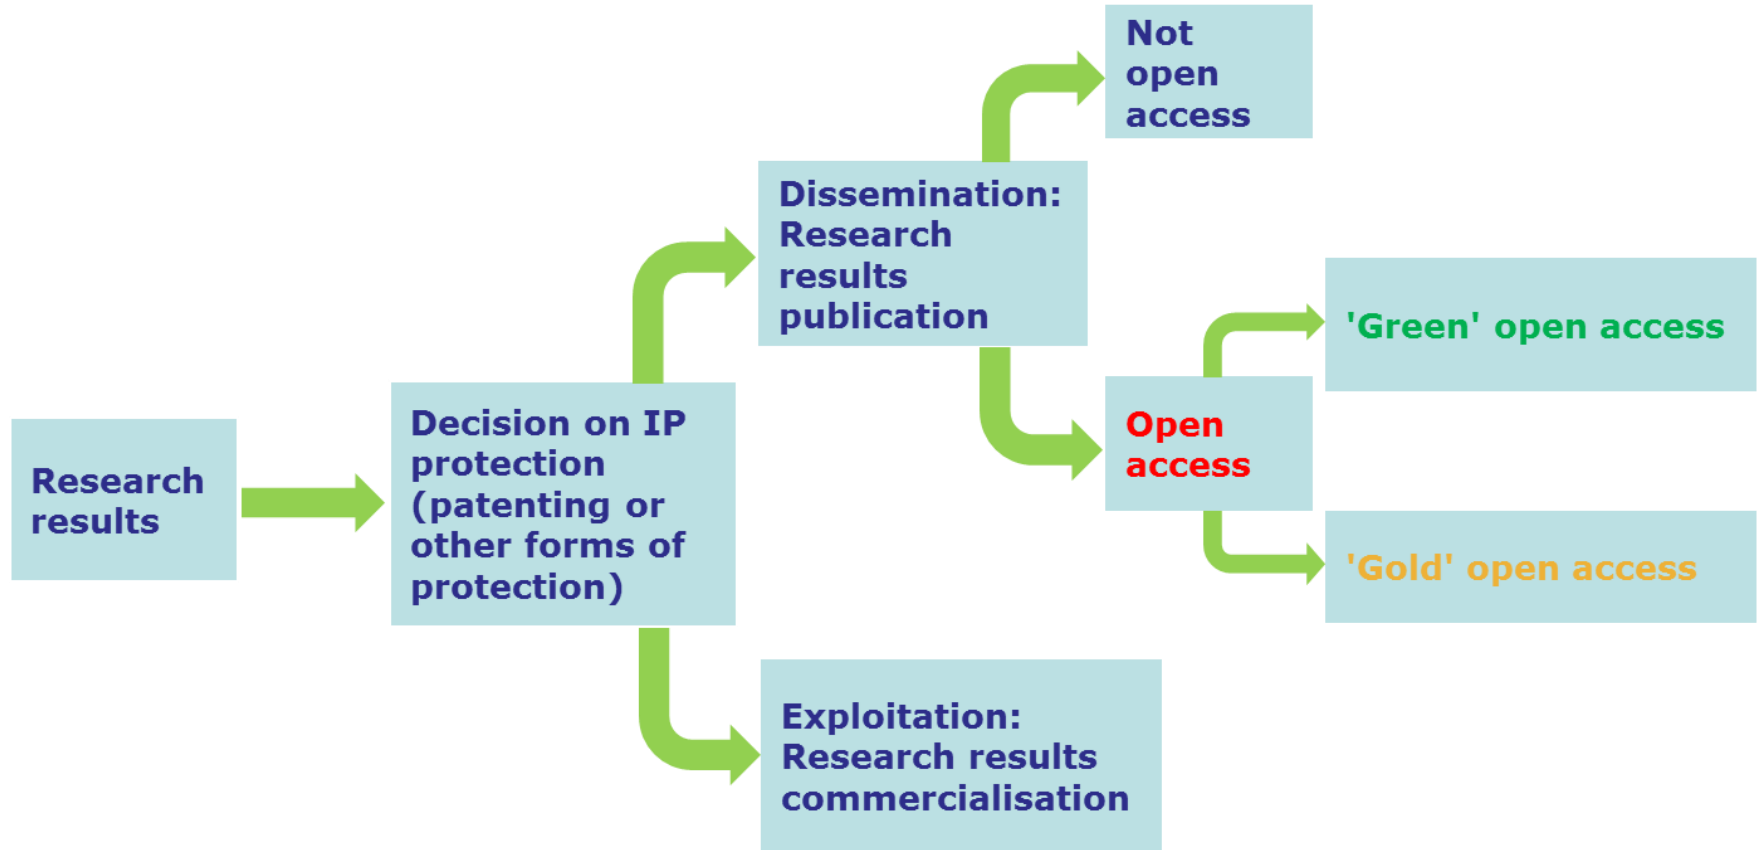 Research
results
Decision on IP
protection
(patenting or
other forms of
protection)
Dissemination:
Research
results
publication
Not
open
access
Open
access
'Green' open access
'Gold' open access
Exploitation:
Research results
commercialisation